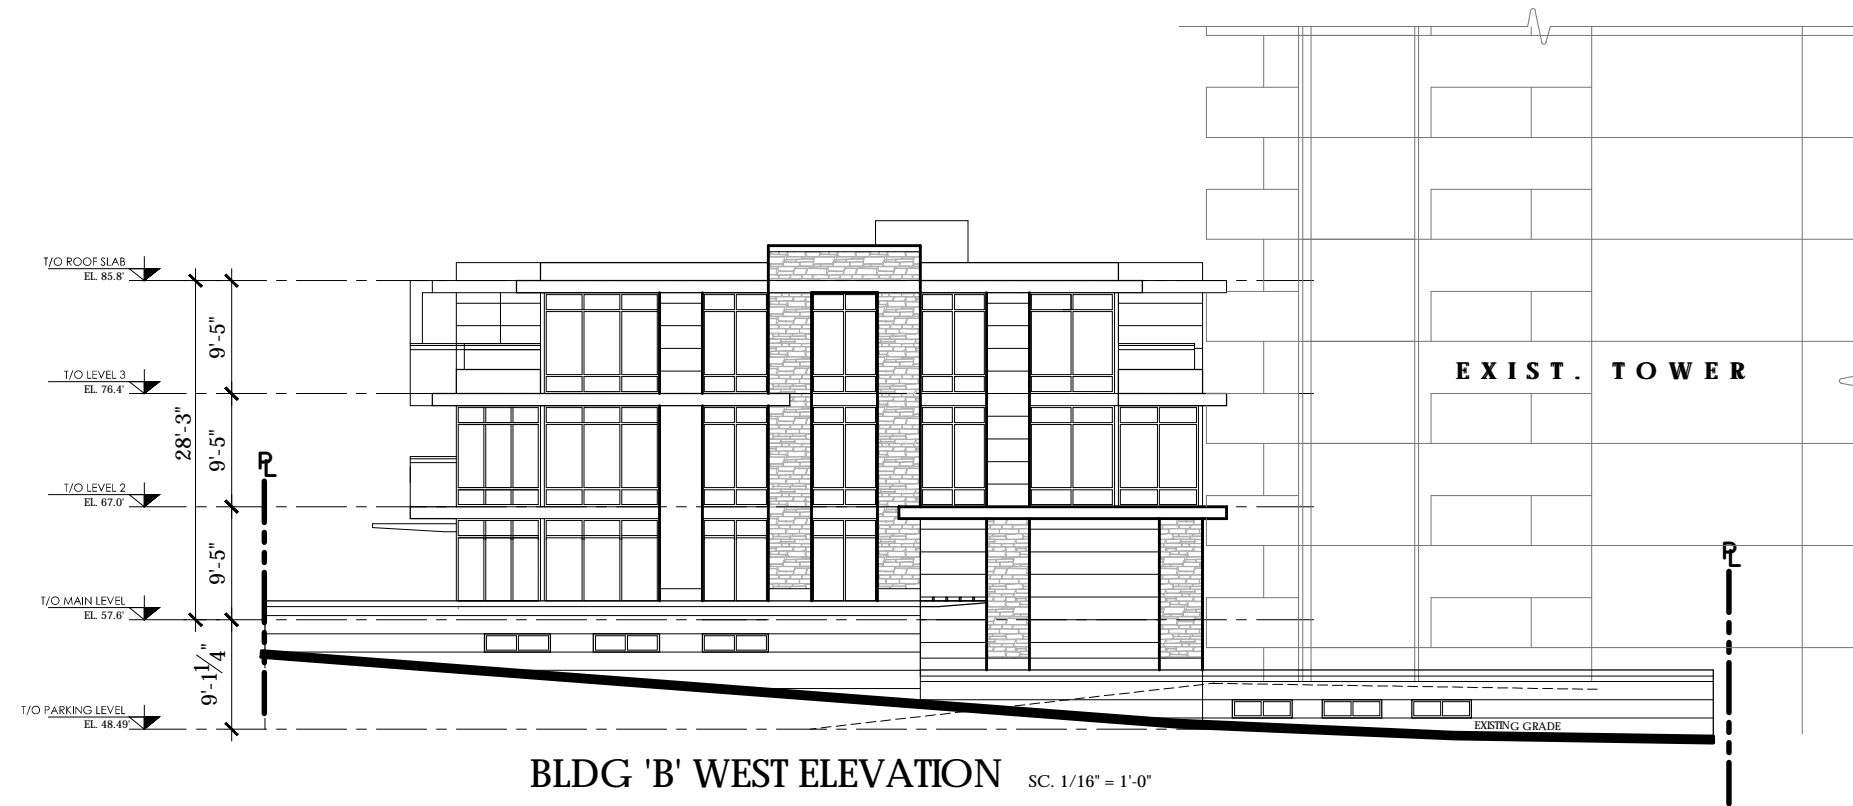 T/O ROOF SLAB
EL. 85.8'
9'-5"
EXIST. TOWER
T/O LEVEL 3
EL. 76.4'
28'-3"
9'-5"
PL
T/O LEVEL 2
EL. 67.0'
9'-5"
PL
T/O MAIN LEVEL
EL. 57.6'
9'-1 1/4"
T/O PARKING LEVEL
EL. 48.49'
EXISTING GRADE
BLDG 'B' WEST ELEVATION SC. 1/16" = 1'-0"